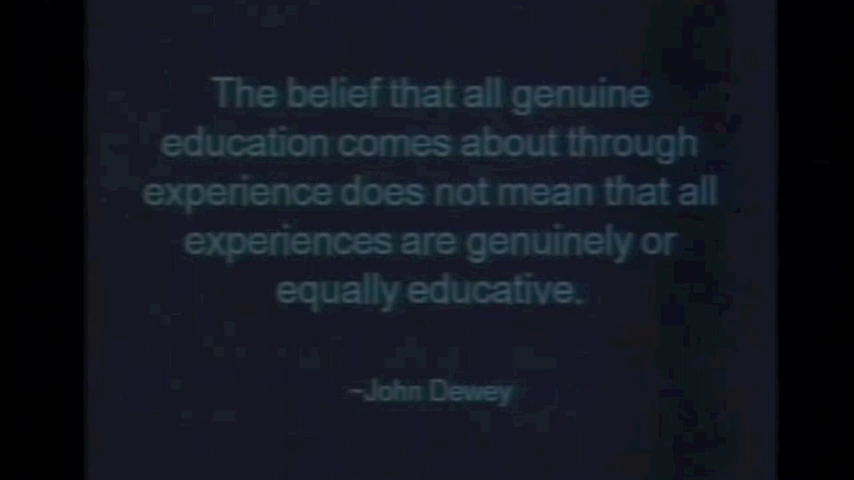 The belief that all genuine
education comes about through
experience does not mean that all
experiences are genuinely or
equally educative.
~John Dewey